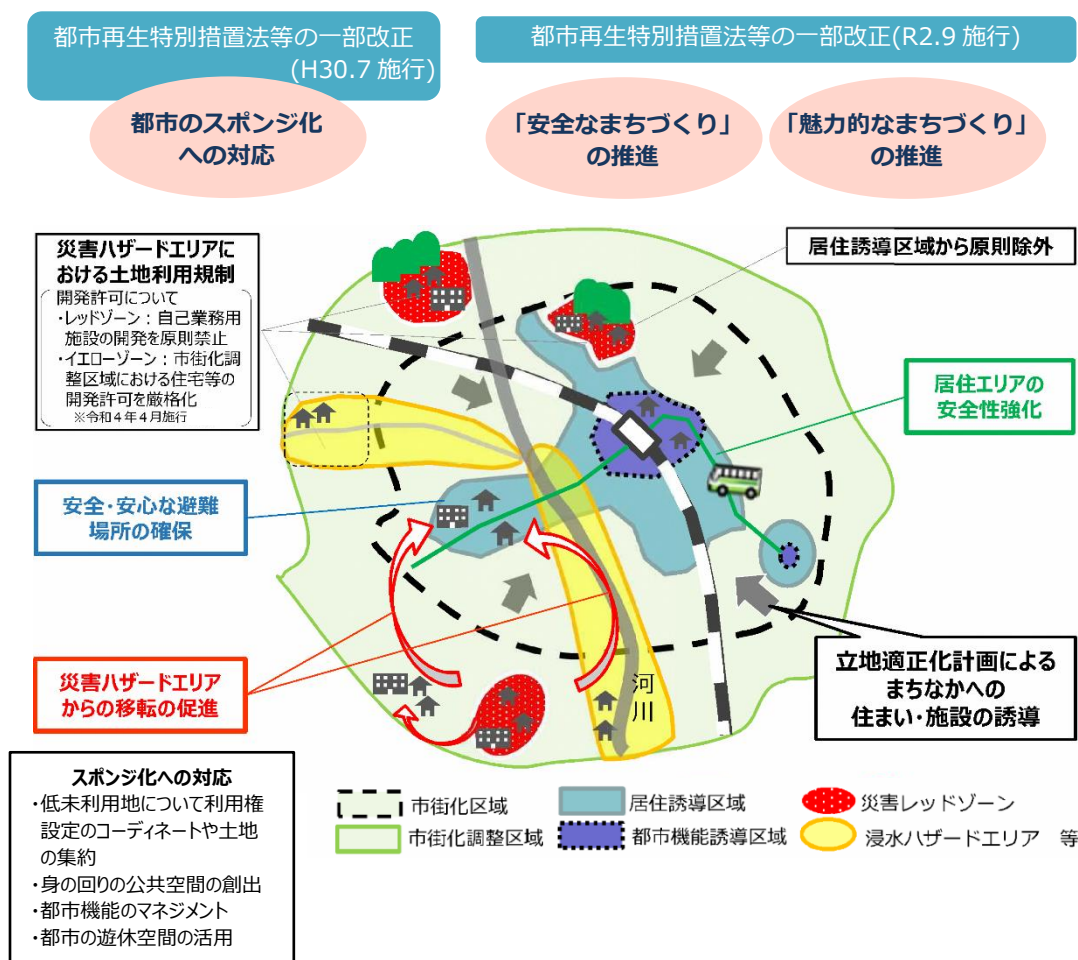 都市再生特別措置法等の一部改正
(H30.7 施行)
都市再生特別措置法等の一部改正(R2.9 施行)
都市のスポンジ化
への対応
「安全なまちづくり」
の推進
「魅力的なまちづくり」
の推進
災害ハザードエリアに
おける土地利用規制
開発許可について
・レッドゾーン：自己業務用
施設の開発を原則禁止
・イエローゾーン：市街化調
整区域における住宅等の
開発許可を厳格化
※令和４年４月施行
居住誘導区域から原則除外
居住エリアの
安全性強化
安全・安心な避難
場所の確保
災害ハザードエリア
からの移転の促進
河川
立地適正化計画による
まちなかへの
住まい・施設の誘導
スポンジ化への対応
・低未利用地について利用権
設定のコーディネートや土地
の集約
・身の回りの公共空間の創出
・都市機能のマネジメント
・都市の遊休空間の活用
市街化区域
居住誘導区域
災害レッドゾーン
市街化調整区域
都市機能誘導区域
浸水ハザードエリア　等